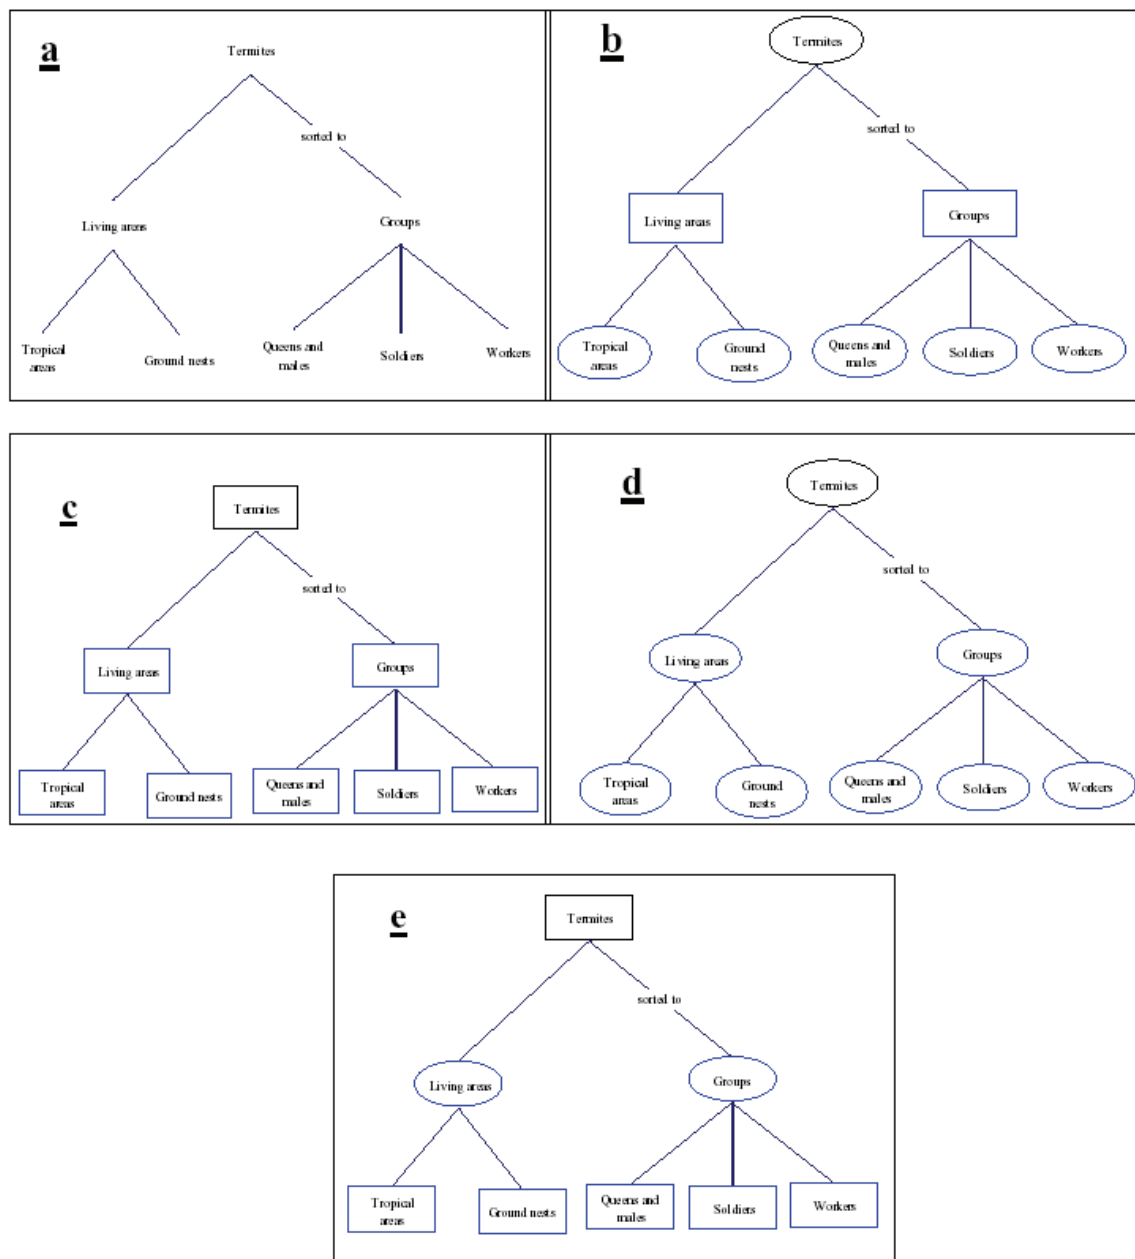 a
Termites
sorted to
Living areas
Groups
Tropical
areas
Ground nests
Queens and
males
Soldiers
Workers
b
Termites
sorted to
Living areas
Groups
Tropical
areas
Ground
nests
Queens and
males
Soldiers
Workers
c
Termites
sorted to
Living areas
Groups
Tropical
areas
Ground nests
Queens and
males
Soldiers
Workers
d
Termites
sorted to
Living areas
Groups
Tropical
areas
Ground
nests
Queens and
males
Soldiers
Workers
e
Termites
sorted to
Living areas
Groups
Tropical
areas
Ground nests
Queens and
males
Soldiers
Workers